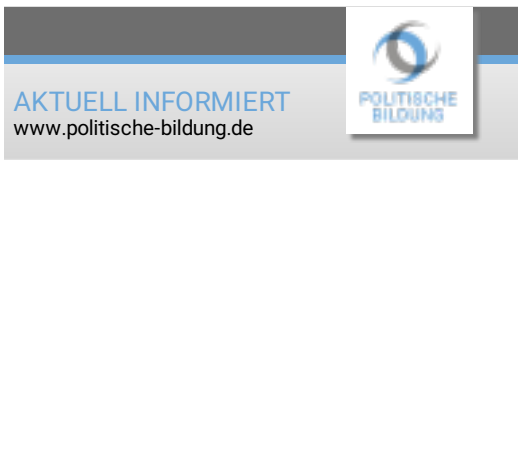 AKTUELL INFORMIERT
www.politische-bildung.de
POLITISCHE
BILDUNG